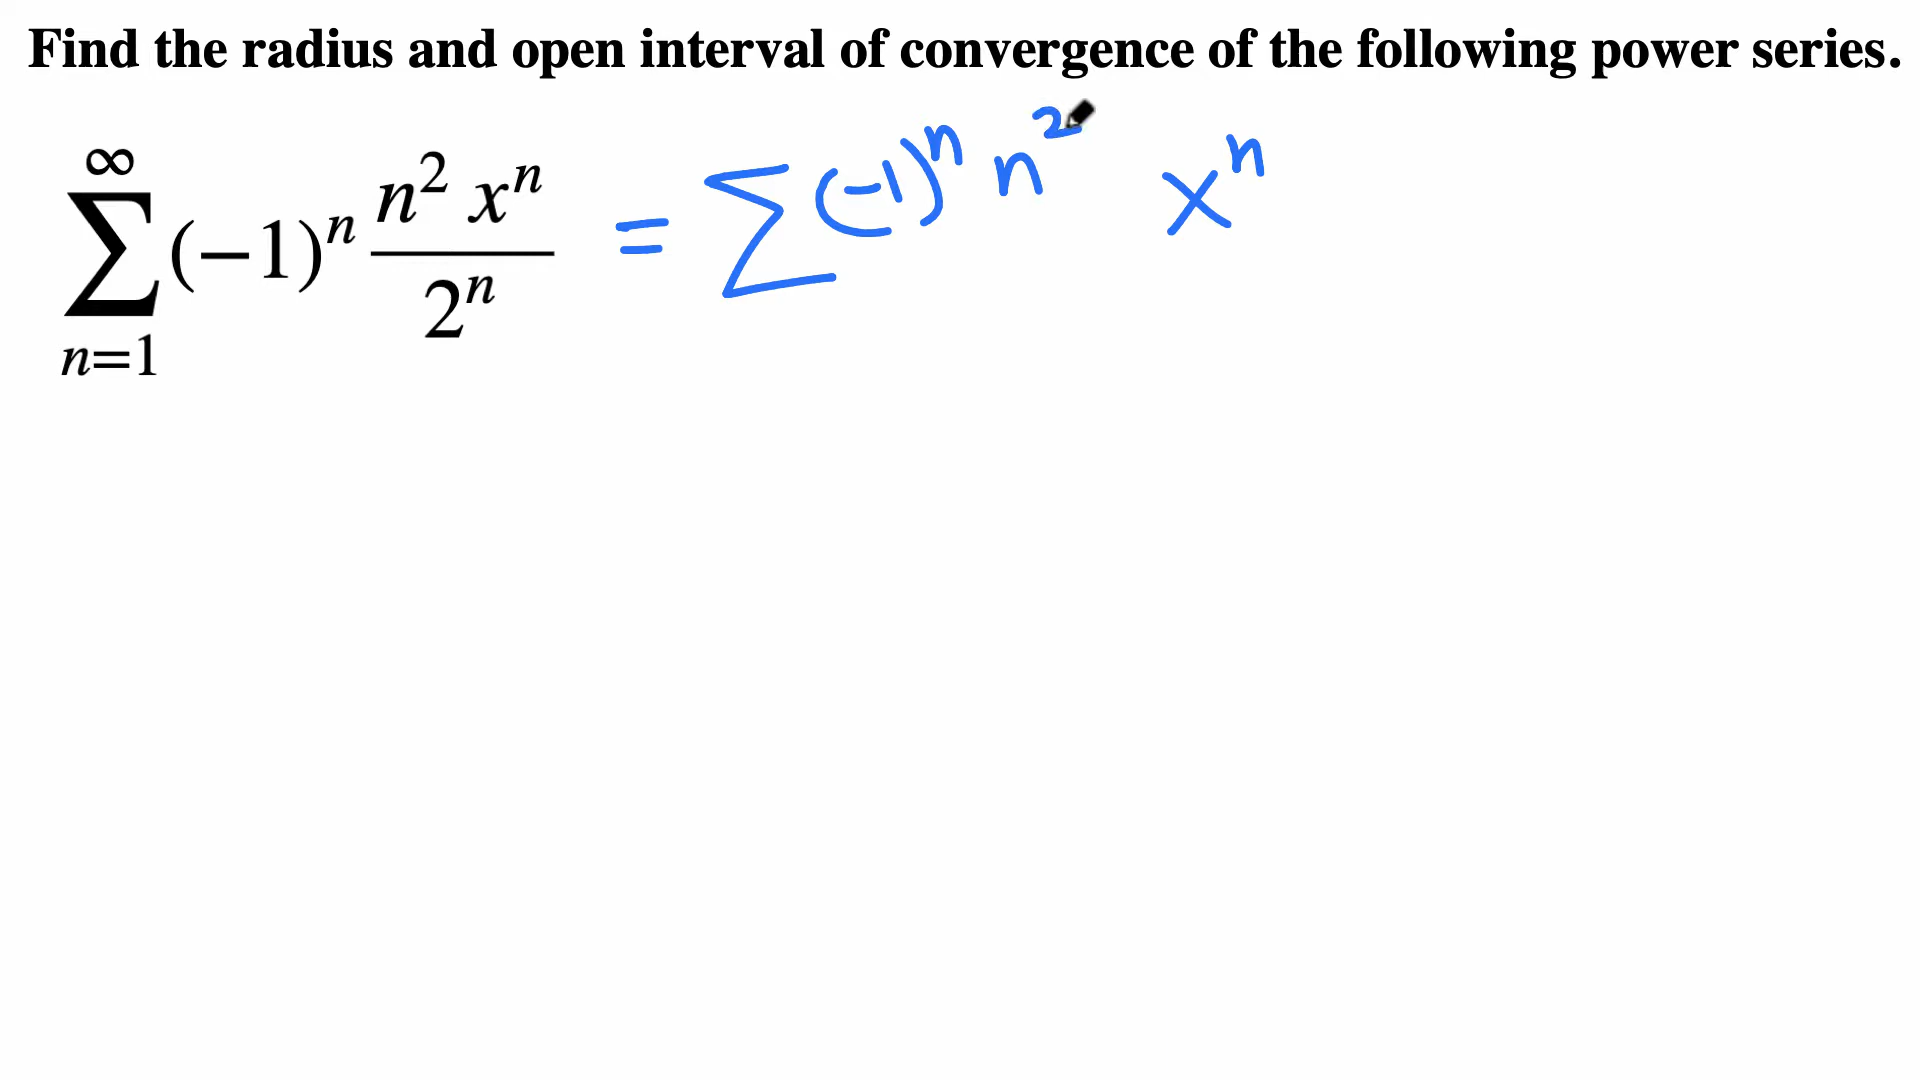 Find the radius and open interval of convergence of the following power series.
∑_{n=1}^{∞} (−1)^n \frac{n^2 x^n}{2^n} = ∑ (-1)^n n^2 x^n